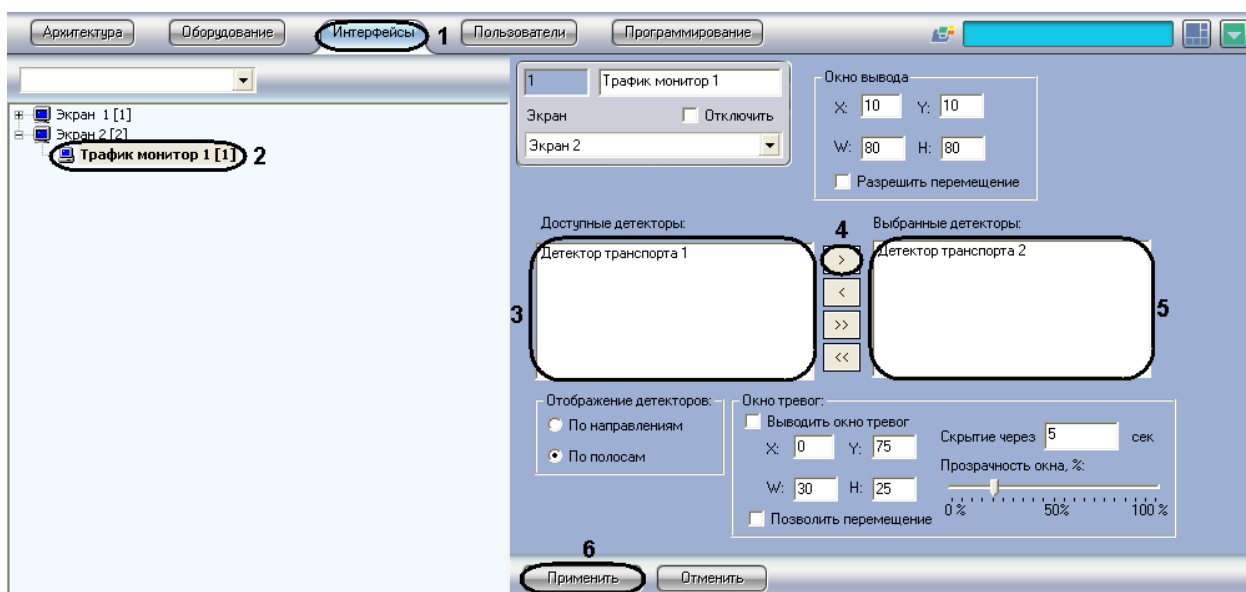 Архитектура Оборудование Интерфейсы 1 Пользователи Программирование
Экран 1 [1]
Экран 2 [2]
Трафик монитор 1 [1] 2
1 Трафик монитор 1
Экран Отключить
Экран 2
Окно вывода
X: 10 Y: 10
W: 80 H: 80
Разрешить перемещение
Доступные детекторы: 4 Выбранные детекторы:
Детектор транспорта 1 > Детектор транспорта 2
<
3 >> 5
<<
Отображение детекторов:
По направлениям
По полосам
Окно тревог:
Выводить окно тревог
X: 0 Y: 75
W: 30 H: 25
Позволить перемещение
Скрытие через 5 сек
Прозрачность окна, %:
0 % 50% 100 %
6
Применить Отменить